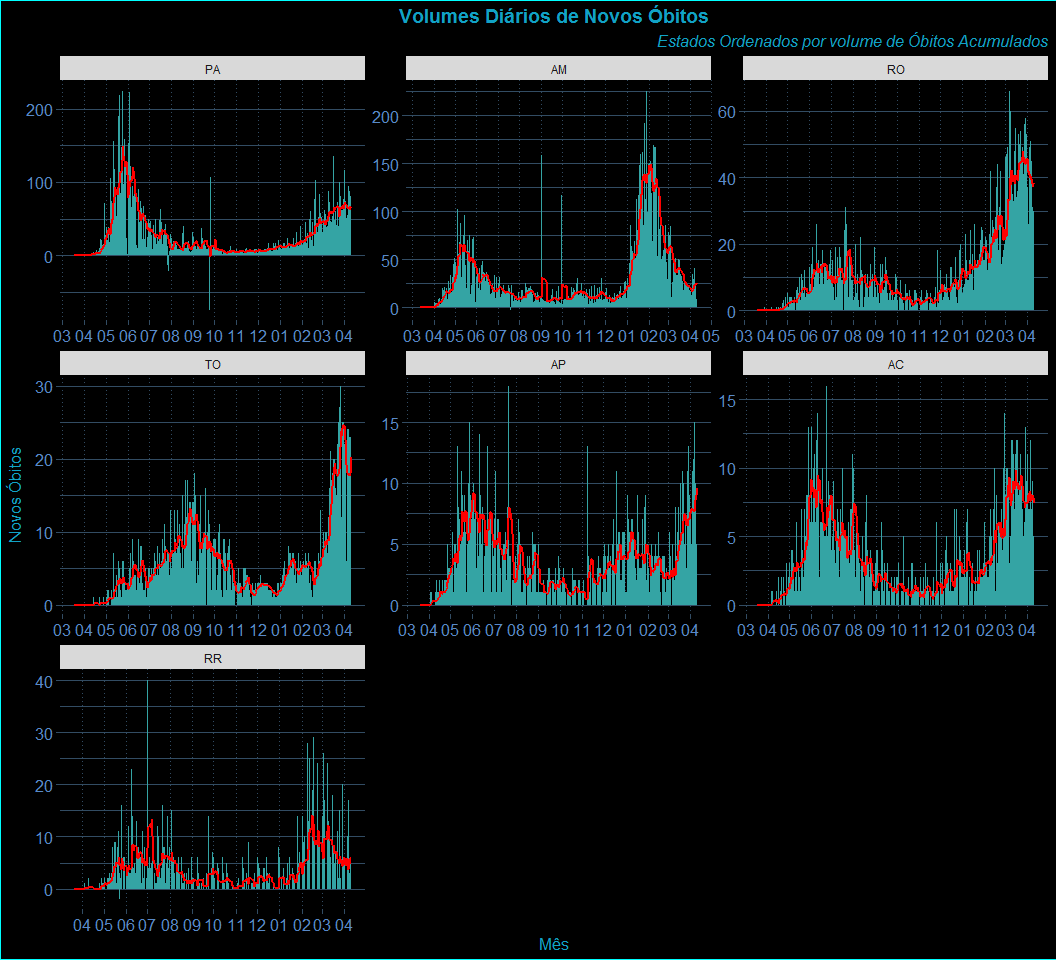 Volumes Diários de Novos Óbitos
Estados Ordenados por volume de Óbitos Acumulados
PA AM RO
200
100
0
200
150
100
50
0
60
40
20
0
03 04 05 06 07 08 09 10 11 12 01 02 03 04
03 04 05 06 07 08 09 10 11 12 01 02 03 04 05
03 04 05 06 07 08 09 10 11 12 01 02 03 04
TO AP AC
30
20
10
0
15
10
5
0
15
10
5
0
03 04 05 06 07 08 09 10 11 12 01 02 03 04
03 04 05 06 07 08 09 10 11 12 01 02 03 04
03 04 05 06 07 08 09 10 11 12 01 02 03 04
Novos Óbitos
RR
40
30
20
10
0
04 05 06 07 08 09 10 11 12 01 02 03 04
Mês